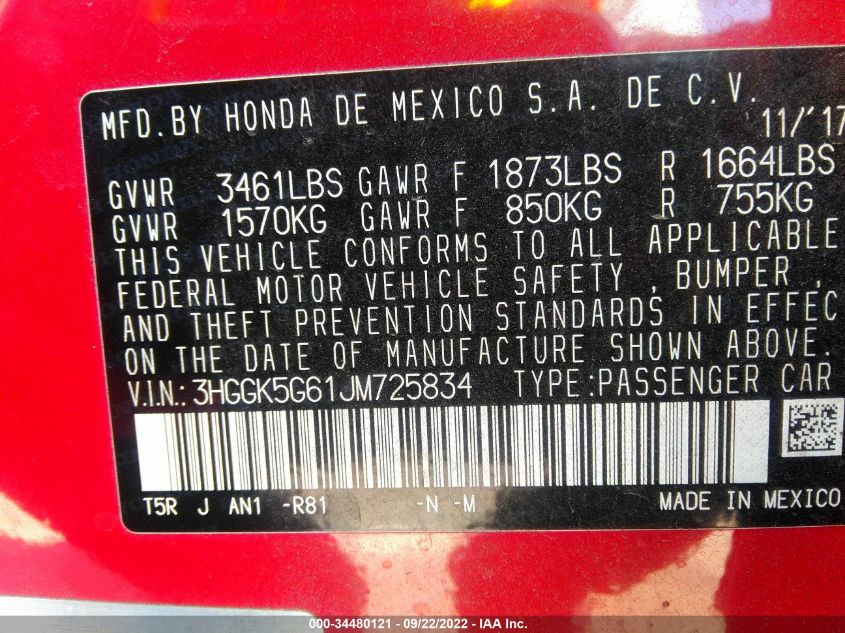 MFD.BY HONDA DE MEXICO S.A. DE C.V.
11/'17
GVWR 3461LBS GAWR F 1873LBS R 1664LBS
GVWR 1570KG GAWR F 850KG R 755KG
THIS VEHICLE CONFORMS TO ALL APPLICABLE
FEDERAL MOTOR VEHICLE SAFETY , BUMPER ,
AND THEFT PREVENTION STANDARDS IN EFFEC
ON THE DATE OF MANUFACTURE SHOWN ABOVE.
V.I.N.: 3HGGK5G61JM725834 TYPE:PASSENGER CAR
T5R J AN1 -R81 -N -M MADE IN MEXICO
000-34480121 - 09/22/2022 - IAA Inc.